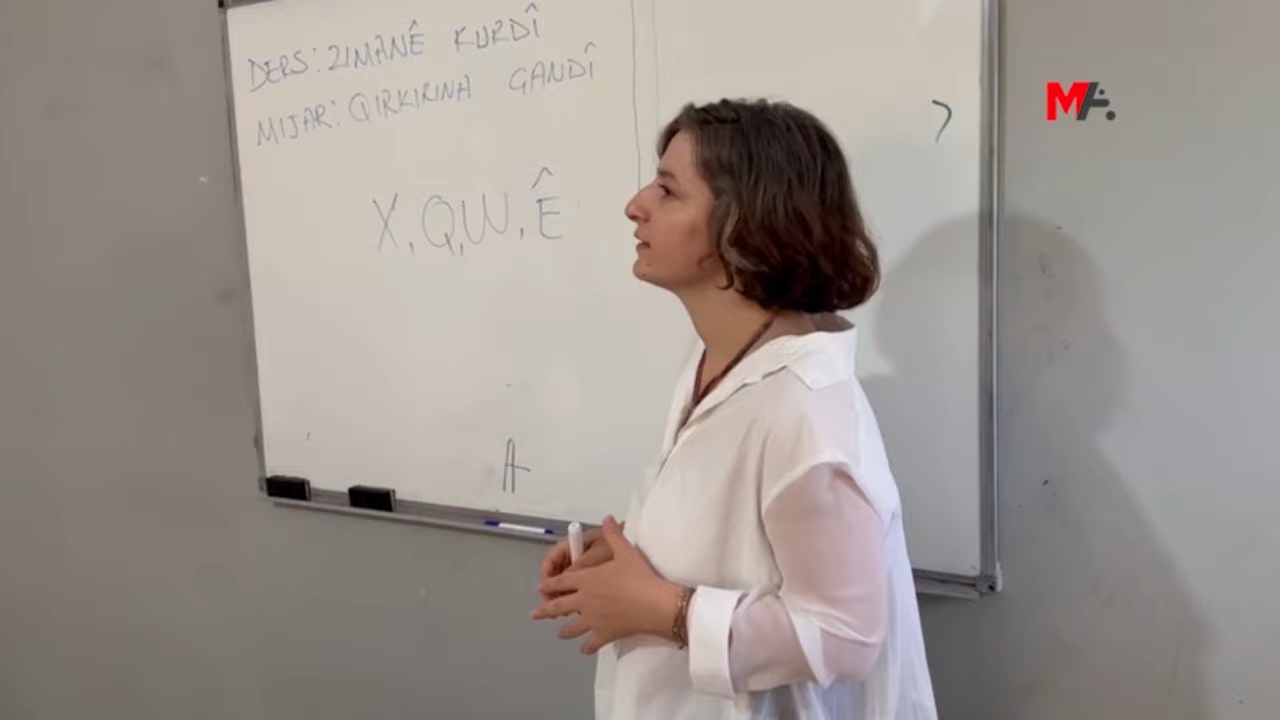 DERS: ZIMANÊ KURDÎ
MIJAR: QIRKIRINA GANDÎ
X, Q, W, Ê
A
MA